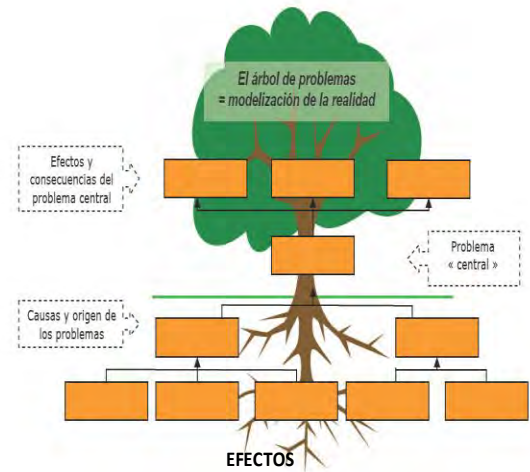 El árbol de problemas
= modelización de la realidad
Efectos y
consecuencias del
problema central
Problema
« central »
Causas y origen de
los problemas
EFECTOS